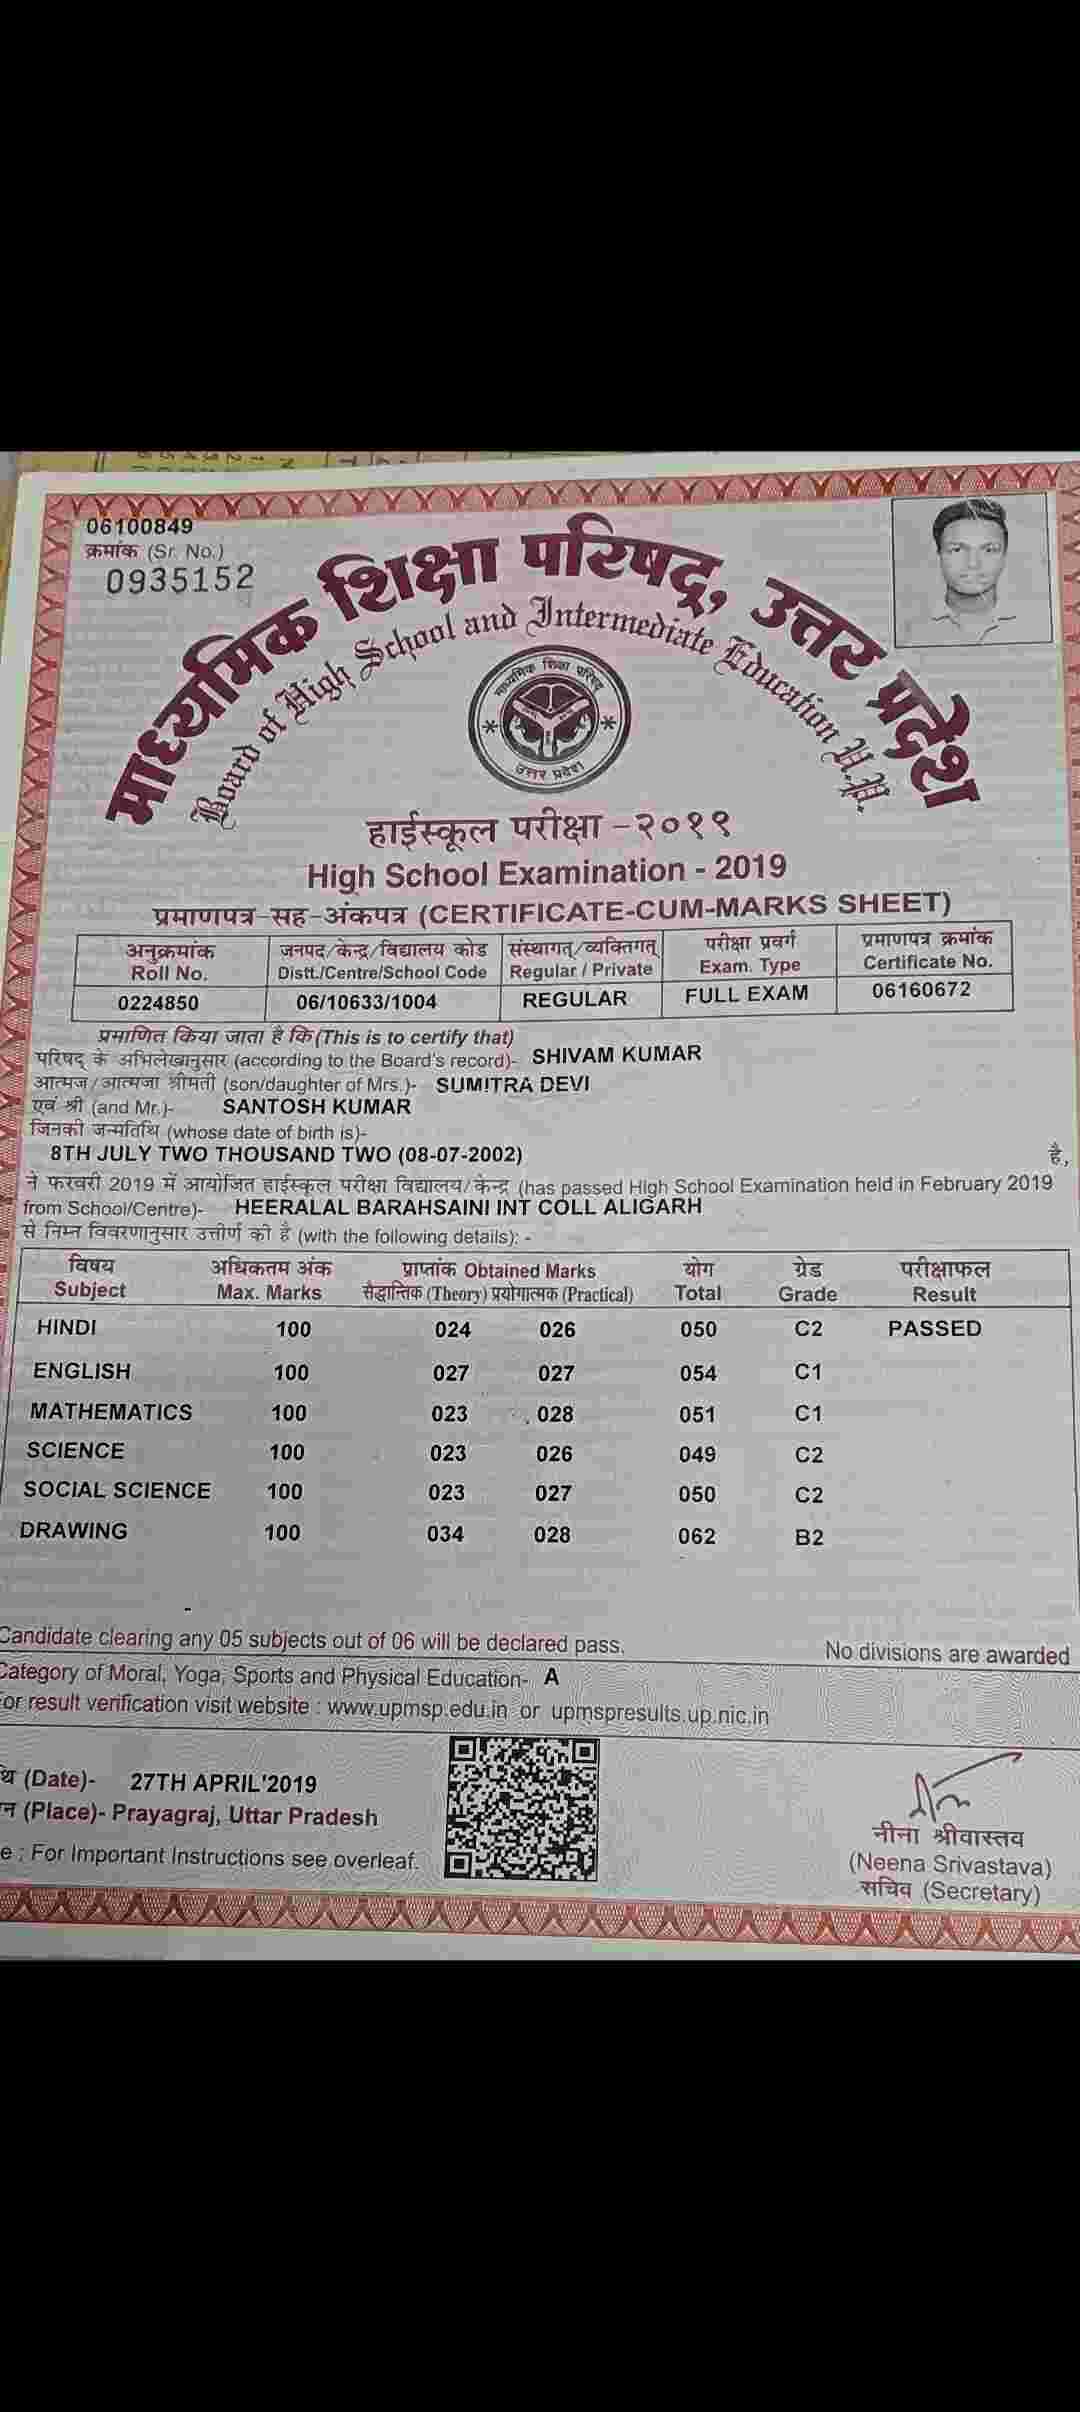 06100849
क्रमांक (Sr. No.)
0935152
माध्यमिक शिक्षा परिषद्, उत्तर प्रदेश
Board of High School and Intermediate Education U.P.
माध्यमिक शिक्षा परिषद्
उत्तर प्रदेश
हाईस्कूल परीक्षा -२०१९
High School Examination - 2019
प्रमाणपत्र-सह-अंकपत्र (CERTIFICATE-CUM-MARKS SHEET)
अनुक्रमांक जनपद/केन्द्र/विद्यालय कोड संस्थागत्/व्यक्तिगत् परीक्षा प्रवर्ग प्रमाणपत्र क्रमांक
Roll No. Distt./Centre/School Code Regular / Private Exam. Type Certificate No.
0224850 06/10633/1004 REGULAR FULL EXAM 06160672
प्रमाणित किया जाता है कि (This is to certify that)
परिषद् के अभिलेखानुसार (according to the Board's record)- SHIVAM KUMAR
आत्मज/आत्मजा श्रीमती (son/daughter of Mrs.)- SUMITRA DEVI
एवं श्री (and Mr.)- SANTOSH KUMAR
जिनकी जन्मतिथि (whose date of birth is)-
8TH JULY TWO THOUSAND TWO (08-07-2002) है,
ने फरवरी 2019 में आयोजित हाईस्कूल परीक्षा विद्यालय/केन्द्र (has passed High School Examination held in February 2019
from School/Centre)- HEERALAL BARAHSAINI INT COLL ALIGARH
से निम्न विवरणानुसार उत्तीर्ण की है (with the following details): -
विषय अधिकतम अंक प्राप्तांक Obtained Marks योग ग्रेड परीक्षाफल
Subject Max. Marks सैद्धान्तिक (Theory) प्रयोगात्मक (Practical) Total Grade Result
HINDI 100 024 026 050 C2 PASSED
ENGLISH 100 027 027 054 C1
MATHEMATICS 100 023 028 051 C1
SCIENCE 100 023 026 049 C2
SOCIAL SCIENCE 100 023 027 050 C2
DRAWING 100 034 028 062 B2
Candidate clearing any 05 subjects out of 06 will be declared pass. No divisions are awarded
Category of Moral, Yoga, Sports and Physical Education- A
or result verification visit website : www.upmsp.edu.in or upmspresults.up.nic.in
थि (Date)- 27TH APRIL'2019
न (Place)- Prayagraj, Uttar Pradesh
e : For Important Instructions see overleaf.
नीना श्रीवास्तव
(Neena Srivastava)
सचिव (Secretary)